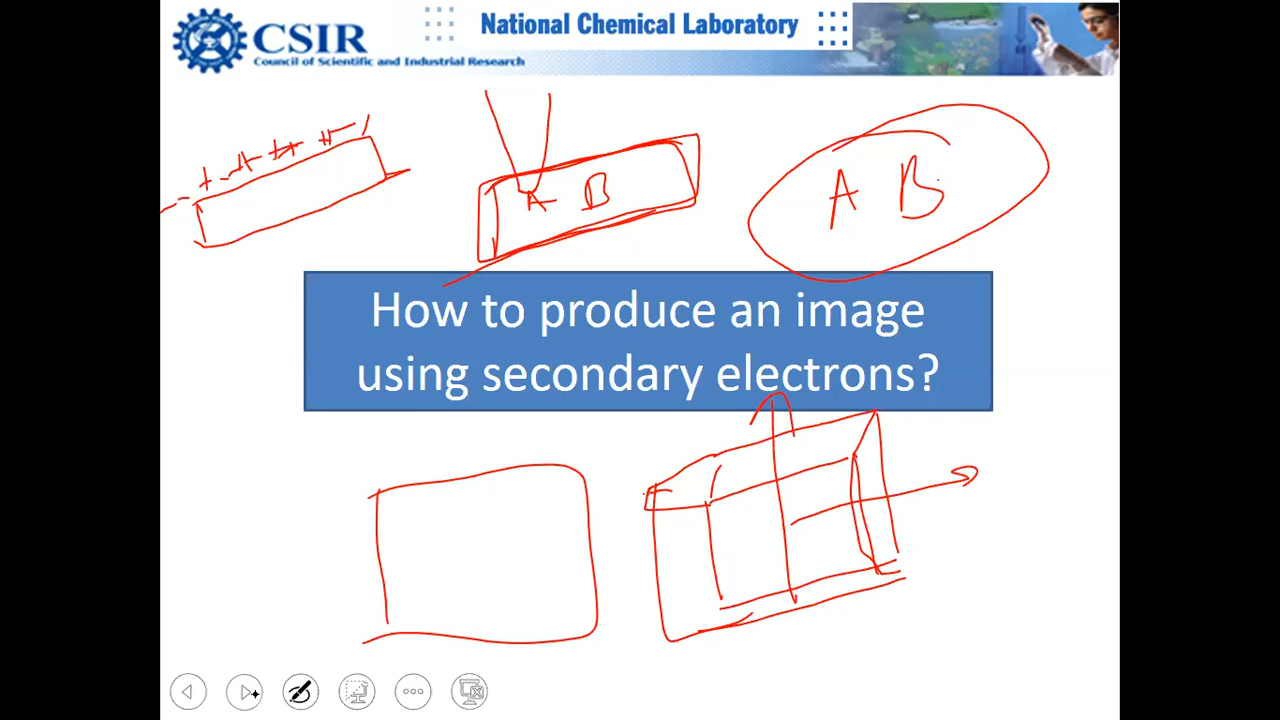 CSIR
Council of Scientific and Industrial Research
National Chemical Laboratory
A B
A B
How to produce an image
using secondary electrons?